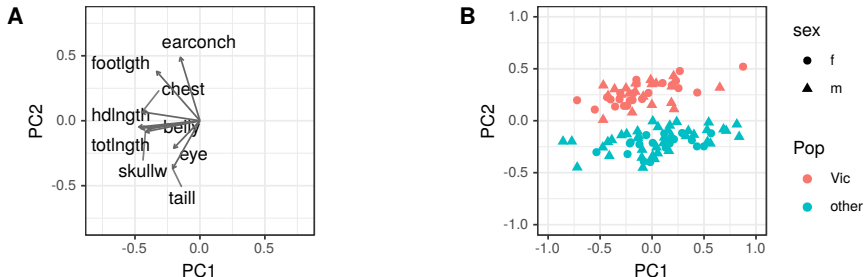 A
PC2
0.5
0.0
-0.5
earconch
footlgth
chest
hdlngth
belly
totlngth
eye
skullw
taill
-0.5
0.0
0.5
PC1
B
PC2
1.0
0.5
0.0
-0.5
-1.0
-1.0
-0.5
0.0
0.5
1.0
PC1
sex
f
m
Pop
Vic
other